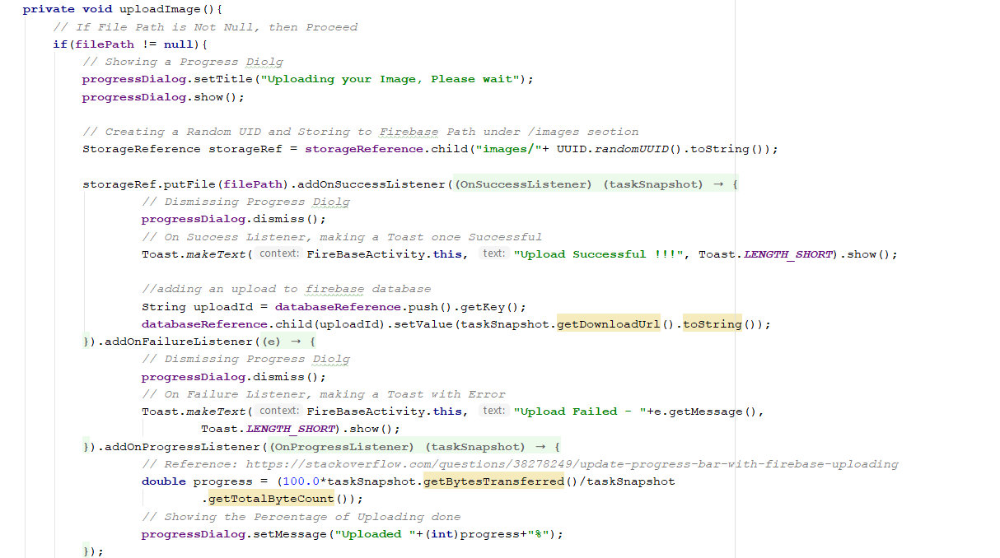 private void uploadImage(){
// If File Path is Not Null, then Proceed
if(filePath != null){
// Showing a Progress Diolg
progressDialog.setTitle("Uploading your Image, Please wait");
progressDialog.show();
// Creating a Random UID and Storing to Firebase Path under /images section
StorageReference storageRef = storageReference.child("images/"+ UUID.randomUUID().toString());
storageRef.putFile(filePath).addOnSuccessListener((OnSuccessListener) (taskSnapshot) → {
// Dismissing Progress Diolg
progressDialog.dismiss();
// On Success Listener, making a Toast once Successful
Toast.makeText( context: FireBaseActivity.this, text: "Upload Successful !!!", Toast.LENGTH_SHORT).show();
//adding an upload to firebase database
String uploadId = databaseReference.push().getKey();
databaseReference.child(uploadId).setValue(taskSnapshot.getDownloadUrl().toString());
}).addOnFailureListener((e) → {
// Dismissing Progress Diolg
progressDialog.dismiss();
// On Failure Listener, making a Toast with Error
Toast.makeText( context: FireBaseActivity.this, text: "Upload Failed - "+e.getMessage(),
Toast.LENGTH_SHORT).show();
}).addOnProgressListener((OnProgressListener) (taskSnapshot) → {
// Reference: https://stackoverflow.com/questions/38278249/update-progress-bar-with-firebase-uploading
double progress = (100.0*taskSnapshot.getBytesTransferred()/taskSnapshot
.getTotalByteCount());
// Showing the Percentage of Uploading done
progressDialog.setMessage("Uploaded "+(int)progress+"%");
});